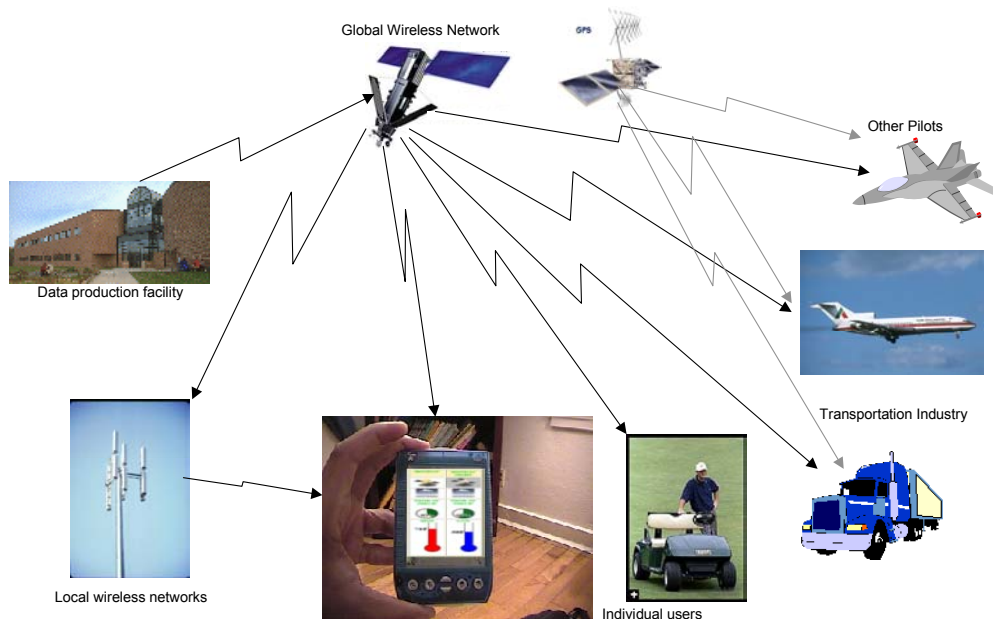 Global Wireless Network
GPS
Other Pilots
Data production facility
Transportation Industry
Local wireless networks
Individual users